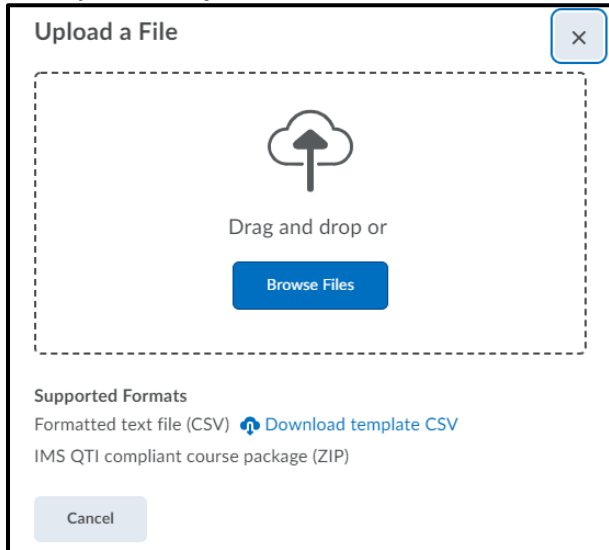 Upload a File
Drag and drop or
Browse Files
Supported Formats
Formatted text file (CSV) Download template CSV
IMS QTI compliant course package (ZIP)
Cancel